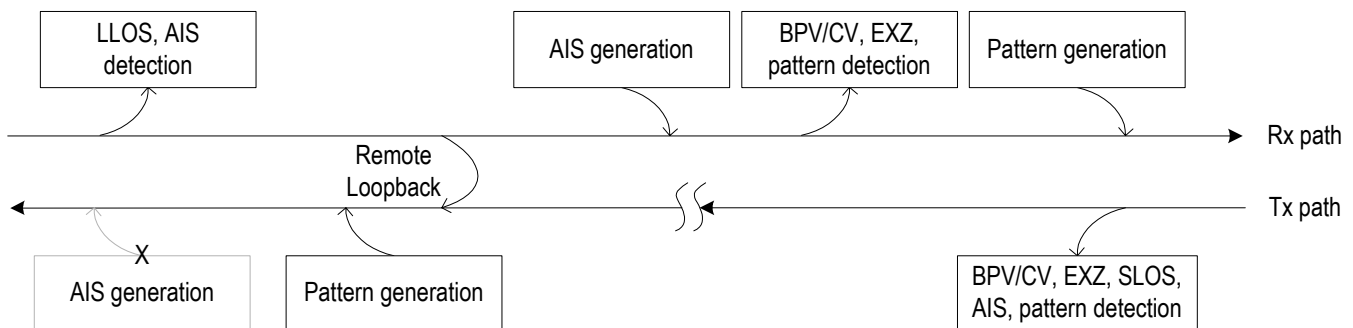 LLOS, AIS
detection
AIS generation
BPV/CV, EXZ,
pattern detection
Pattern generation
Rx path
Remote
Loopback
Tx path
X
AIS generation
Pattern generation
BPV/CV, EXZ, SLOS,
AIS, pattern detection